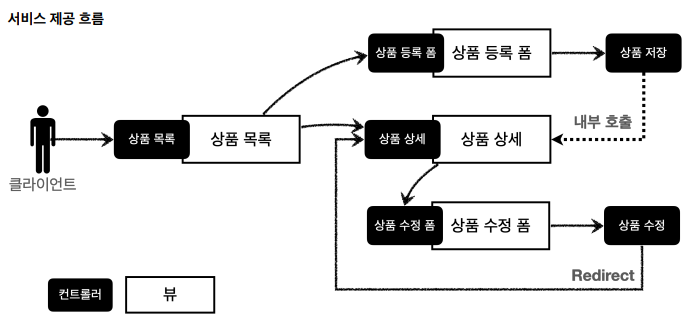 서비스 제공 흐름
상품 등록 폼
상품 등록 폼
상품 저장
내부 호출
상품 목록
상품 목록
상품 상세
상품 상세
클라이언트
상품 수정 폼
상품 수정 폼
상품 수정
Redirect
컨트롤러
뷰